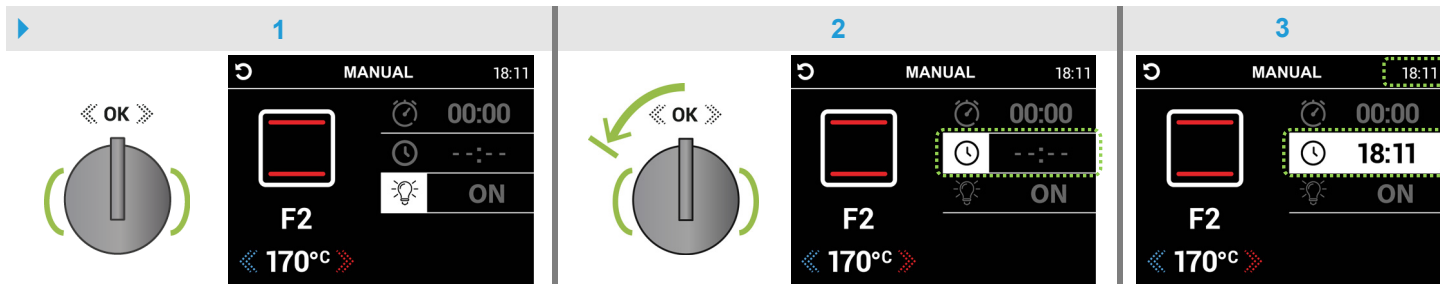 1
2
3
OK
MANUAL
18:11
00:00
--:--
ON
F2
170°C
OK
MANUAL
18:11
00:00
--:--
ON
F2
170°C
MANUAL
18:11
00:00
18:11
ON
F2
170°C